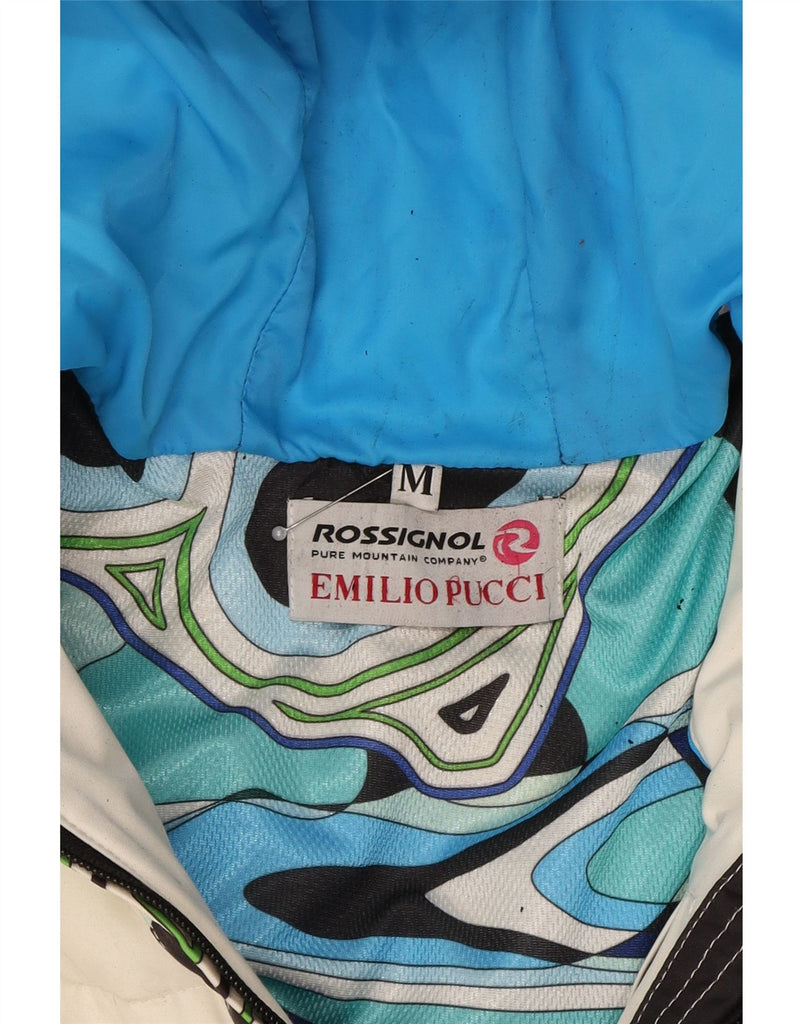 M
ROSSIGNOL
PURE MOUNTAIN COMPANY®
EMILIO PUCCI